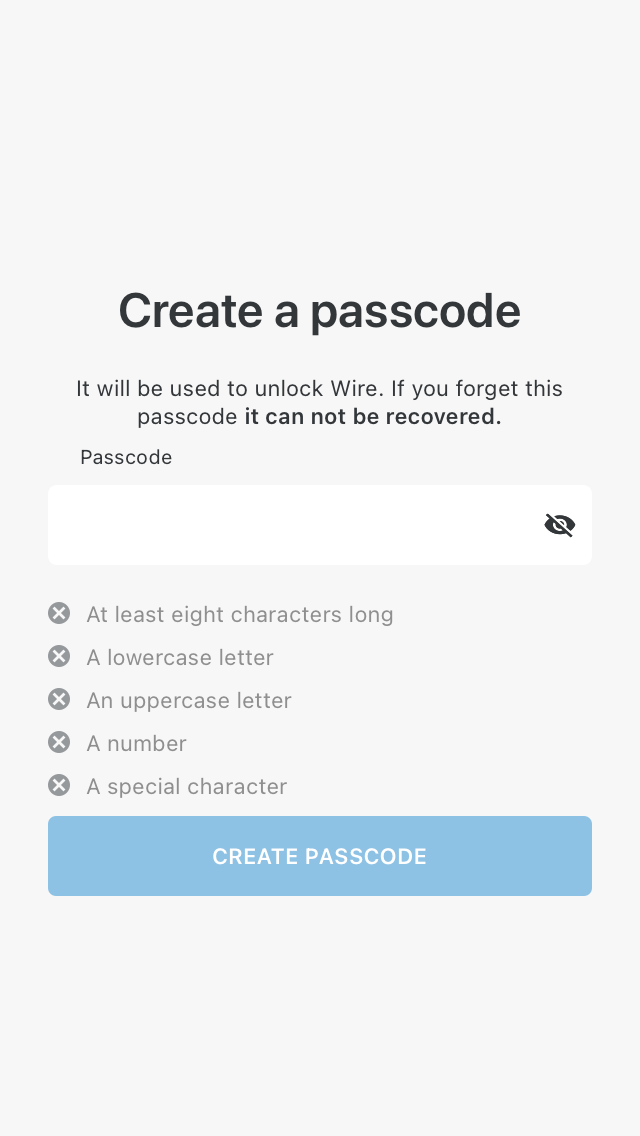 Create a passcode
It will be used to unlock Wire. If you forget this
passcode it can not be recovered.
Passcode
At least eight characters long
A lowercase letter
An uppercase letter
A number
A special character
CREATE PASSCODE